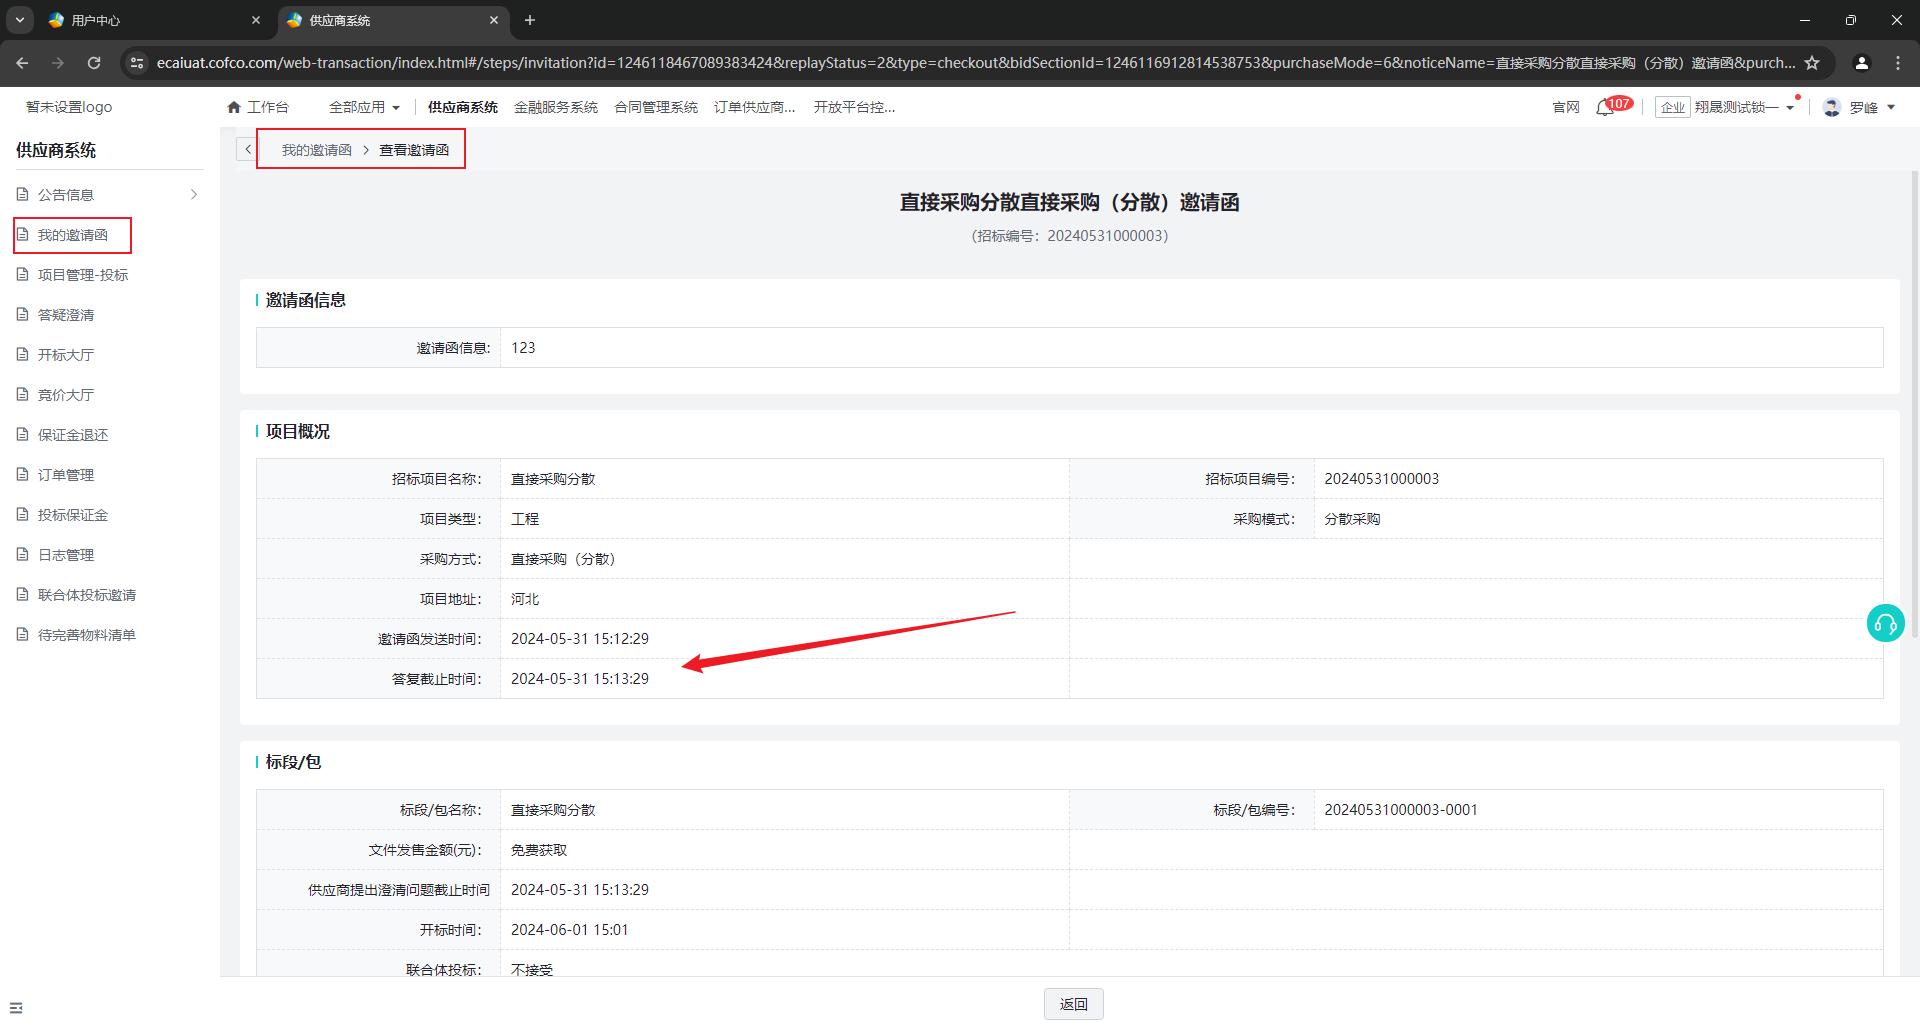 用户中心
供应商系统
ecaiuat.cofco.com/web-transaction/index.html#/steps/invitation?id=1246118467089383424&replayStatus=2&type=checkout&bidSectionId=1246116912814538753&purchaseMode=6&noticeName=直接采购分散直接采购（分散）邀请函&purch...
暂未设置logo
工作台
全部应用
供应商系统
金融服务系统
合同管理系统
订单供应商...
开放平台控...
官网
107
企业
翔晟测试锁一
罗峰
供应商系统
公告信息
我的邀请函
项目管理-投标
答疑澄清
开标大厅
竞价大厅
保证金退还
订单管理
投标保证金
日志管理
联合体投标邀请
待完善物料清单
我的邀请函 > 查看邀请函
直接采购分散直接采购（分散）邀请函
（招标编号：20240531000003）
邀请函信息
邀请函信息: 123
项目概况
招标项目名称： 直接采购分散 招标项目编号： 20240531000003
项目类型： 工程 采购模式： 分散采购
采购方式： 直接采购（分散）
项目地址： 河北
邀请函发送时间： 2024-05-31 15:12:29
答复截止时间： 2024-05-31 15:13:29
标段/包
标段/包名称： 直接采购分散 标段/包编号： 20240531000003-0001
文件发售金额(元)： 免费获取
供应商提出澄清问题截止时间 2024-05-31 15:13:29
开标时间： 2024-06-01 15:01
联合体投标： 不接受
返回